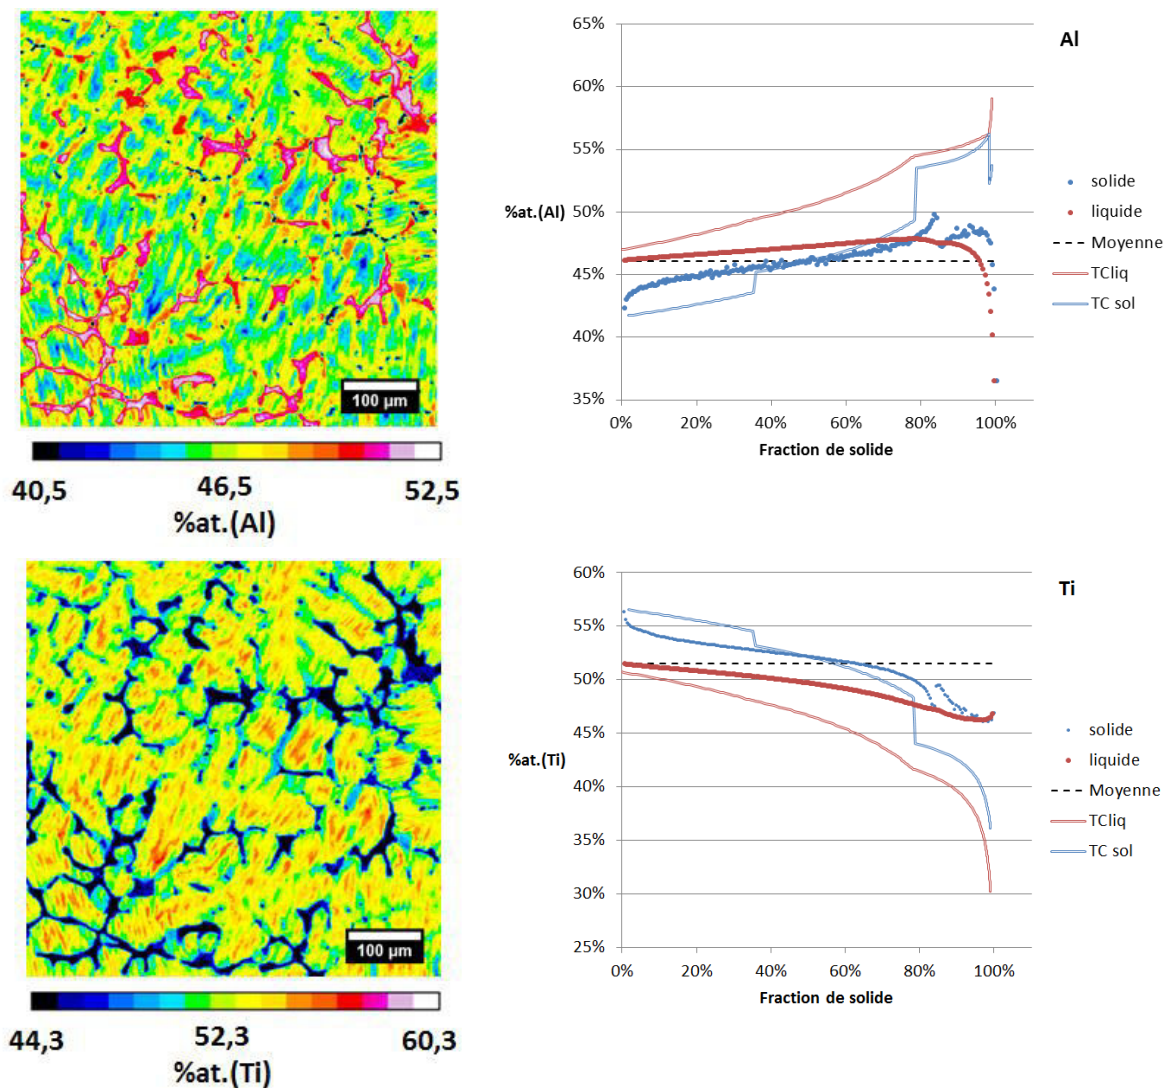 100 µm
40,5
46,5
52,5
%at.(Al)
Al
%at.(Al)
65%
60%
55%
50%
45%
40%
35%
0%
20%
40%
60%
80%
100%
Fraction de solide
solide
liquide
Moyenne
TCliq
TC sol
100 µm
44,3
52,3
60,3
%at.(Ti)
Ti
%at.(Ti)
60%
55%
50%
45%
40%
35%
30%
25%
0%
20%
40%
60%
80%
100%
Fraction de solide
solide
liquide
Moyenne
TCliq
TC sol